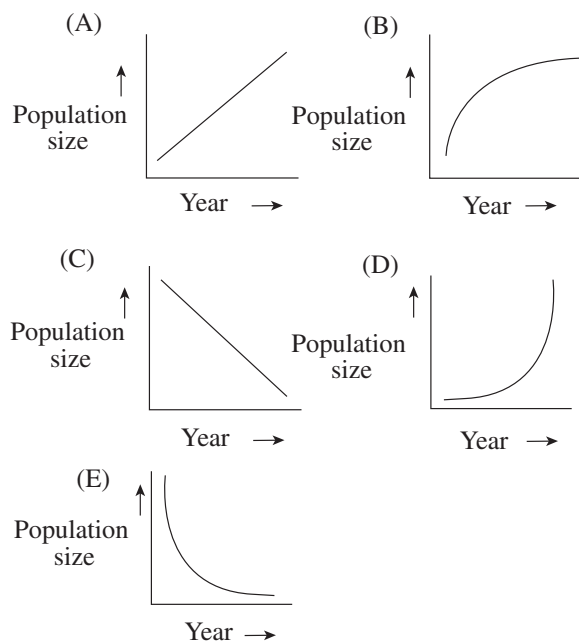 (A)
Population
size
Year
(B)
Population
size
Year
(C)
Population
size
Year
(D)
Population
size
Year
(E)
Population
size
Year